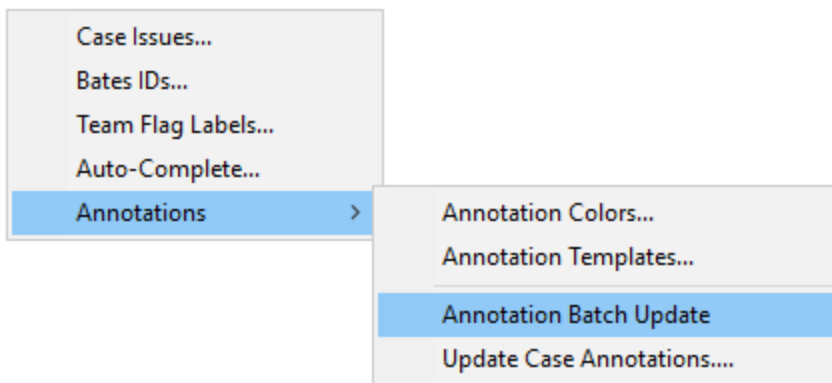 Case Issues...
Bates IDs...
Team Flag Labels...
Auto-Complete...
Annotations >
Annotation Colors...
Annotation Templates...
Annotation Batch Update
Update Case Annotations....